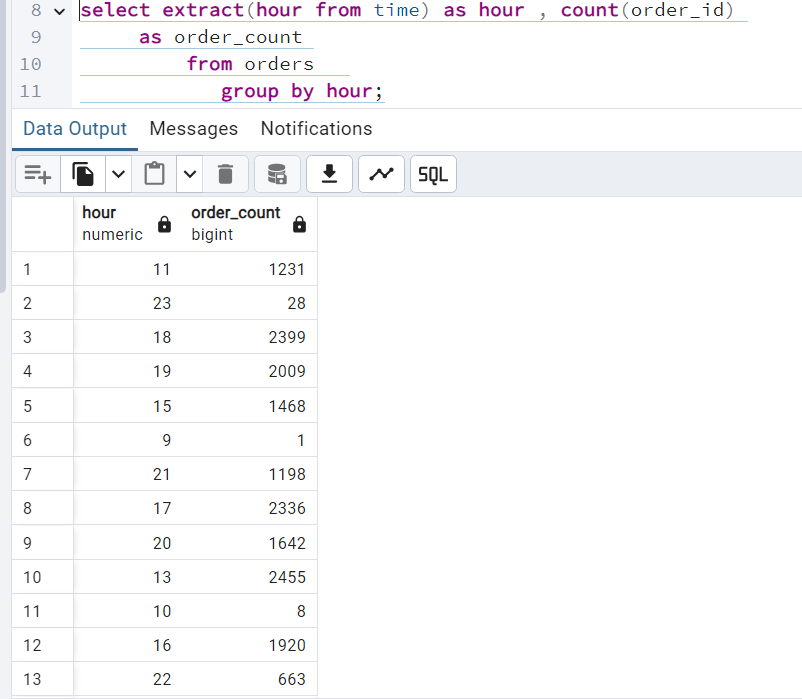 8 select extract(hour from time) as hour , count(order_id)
9 as order_count
10 from orders
11 group by hour;
Data Output Messages Notifications
SQL
hour order_count
numeric bigint
1 11 1231
2 23 28
3 18 2399
4 19 2009
5 15 1468
6 9 1
7 21 1198
8 17 2336
9 20 1642
10 13 2455
11 10 8
12 16 1920
13 22 663